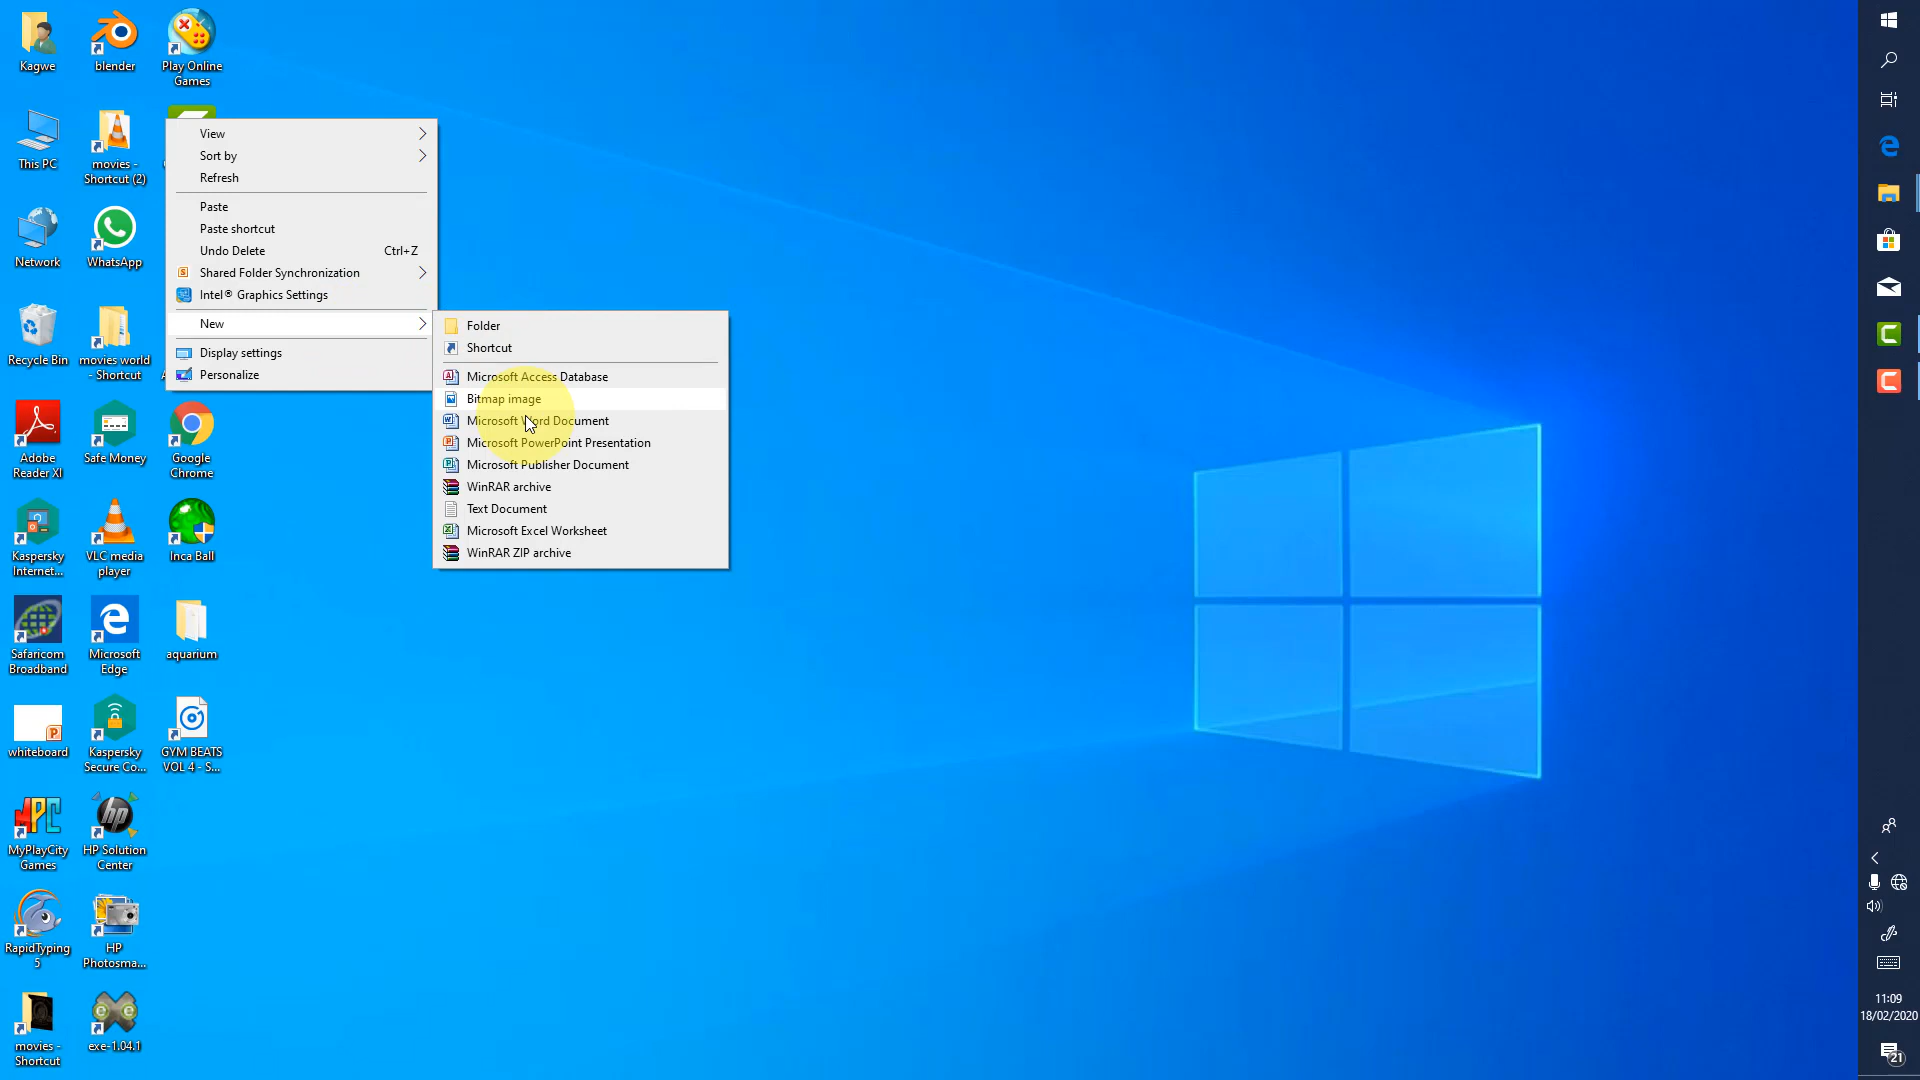 Kagwe
blender
Play Online
Games
This PC
movies -
Shortcut (2)
Network
WhatsApp
Recycle Bin
movies world
- Shortcut
Adobe
Reader XI
Safe Money
Google
Chrome
Kaspersky
Internet...
VLC media
player
Inca Ball
Safaricom
Broadband
Microsoft
Edge
aquarium
whiteboard
Kaspersky
Secure Co...
GYM BEATS
VOL 4 - S...
MyPlayCity
Games
HP Solution
Center
RapidTyping
5
HP
Photosma...
movies -
Shortcut
exe-1.04.1
View
Sort by
Refresh
Paste
Paste shortcut
Undo Delete Ctrl+Z
Shared Folder Synchronization
Intel® Graphics Settings
New
Display settings
Personalize
Folder
Shortcut
Microsoft Access Database
Bitmap image
Microsoft Word Document
Microsoft PowerPoint Presentation
Microsoft Publisher Document
WinRAR archive
Text Document
Microsoft Excel Worksheet
WinRAR ZIP archive
11:09
18/02/2020
21